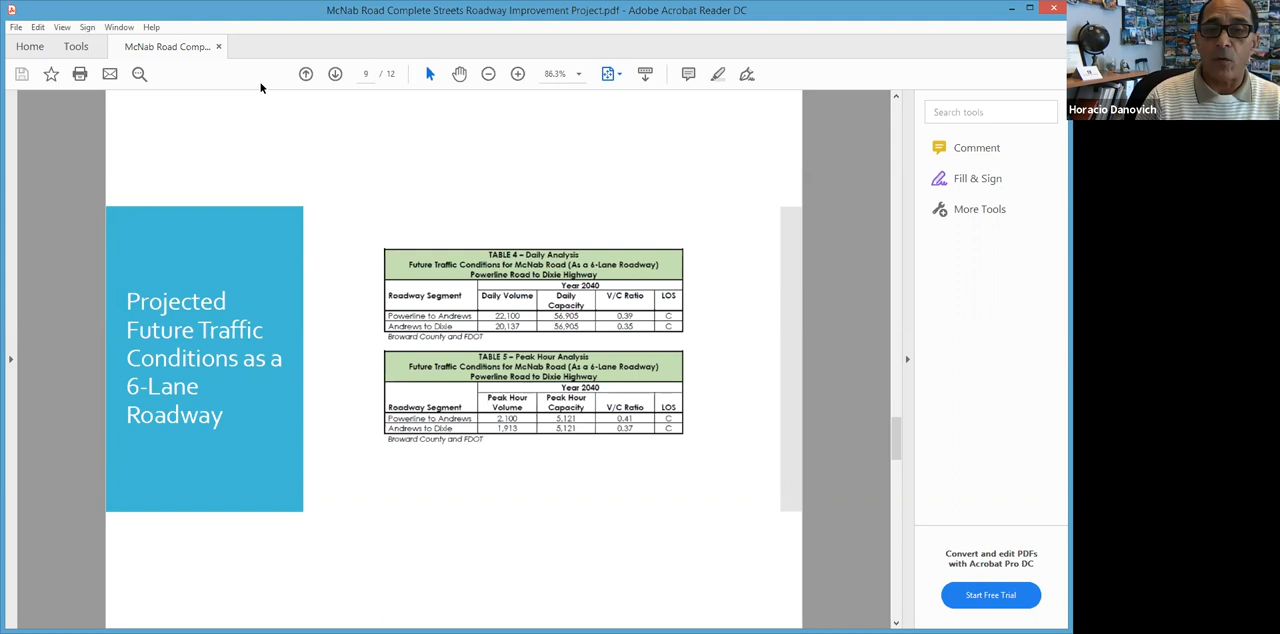 McNab Road Complete Streets Roadway Improvement Project.pdf - Adobe Acrobat Reader DC
File Edit View Sign Window Help
Home Tools McNab Road Comp... ×
9 / 12 86.3%
Horacio Danovich
Search tools
Comment
Fill & Sign
More Tools
Projected
Future Traffic
Conditions as a
6-Lane
Roadway
TABLE 4 – Daily Analysis
Future Traffic Conditions for McNab Road (As a 6-Lane Roadway)
Powerline Road to Dixie Highway
Year 2040
Roadway Segment Daily Volume Daily Capacity V/C Ratio LOS
Powerline to Andrews 22,100 56,905 0.39 C
Andrews to Dixie 20,137 56,905 0.35 C
Broward County and FDOT
TABLE 5 – Peak Hour Analysis
Future Traffic Conditions for McNab Road (As a 6-Lane Roadway)
Powerline Road to Dixie Highway
Year 2040
Roadway Segment Peak Hour Volume Peak Hour Capacity V/C Ratio LOS
Powerline to Andrews 2,100 5,121 0.41 C
Andrews to Dixie 1,913 5,121 0.37 C
Broward County and FDOT
Convert and edit PDFs
with Acrobat Pro DC
Start Free Trial